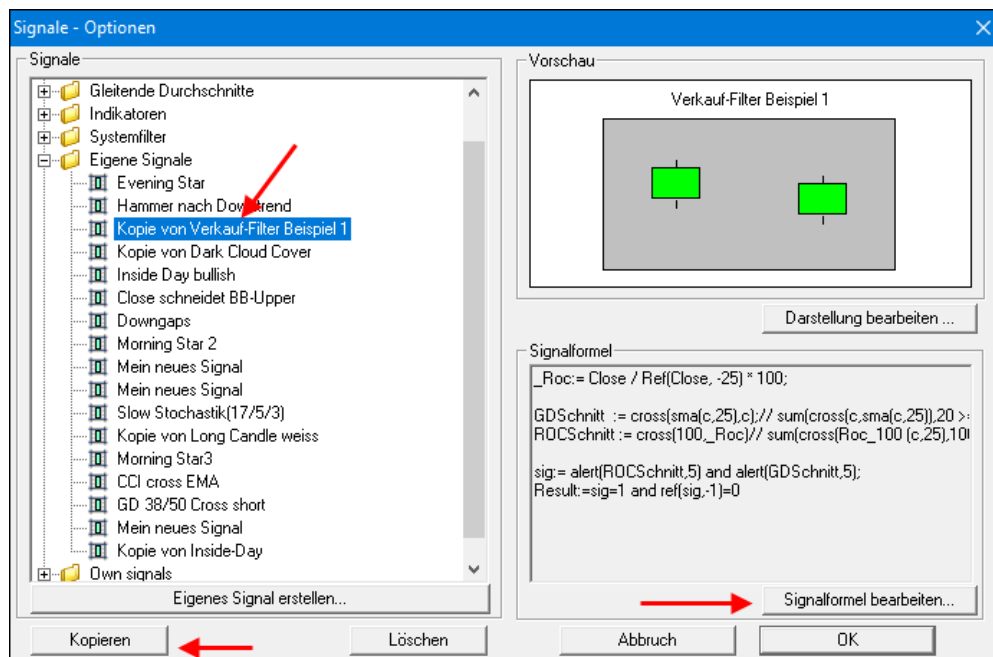 Signale - Optionen
Signale
Gleitende Durchschnitte
Indikatoren
Systemfilter
Eigene Signale
Evening Star
Hammer nach Downtrend
Kopie von Verkauf-Filter Beispiel 1
Kopie von Dark Cloud Cover
Inside Day bullish
Close schneidet BB-Upper
Downgaps
Morning Star 2
Mein neues Signal
Mein neues Signal
Slow Stochastik(17/5/3)
Kopie von Long Candle weiss
Morning Star3
CCI cross EMA
GD 38/50 Cross short
Mein neues Signal
Kopie von Inside-Day
Own signals
Eigenes Signal erstellen...
Kopieren
Löschen
Vorschau
Verkauf-Filter Beispiel 1
Darstellung bearbeiten ...
Signalformel
_Roc:= Close / Ref(Close, -25) * 100;
GDSchnitt := cross(sma(c,25),c);// sum(cross(c,sma(c,25)),20 >
ROCSchnitt := cross(100,_Roc)// sum(cross(Roc_100 (c,25),10
sig:= alert(ROCSchnitt,5) and alert(GDSchnitt,5);
Result:=sig=1 and ref(sig,-1)=0
Signalformel bearbeiten...
Abbruch
OK